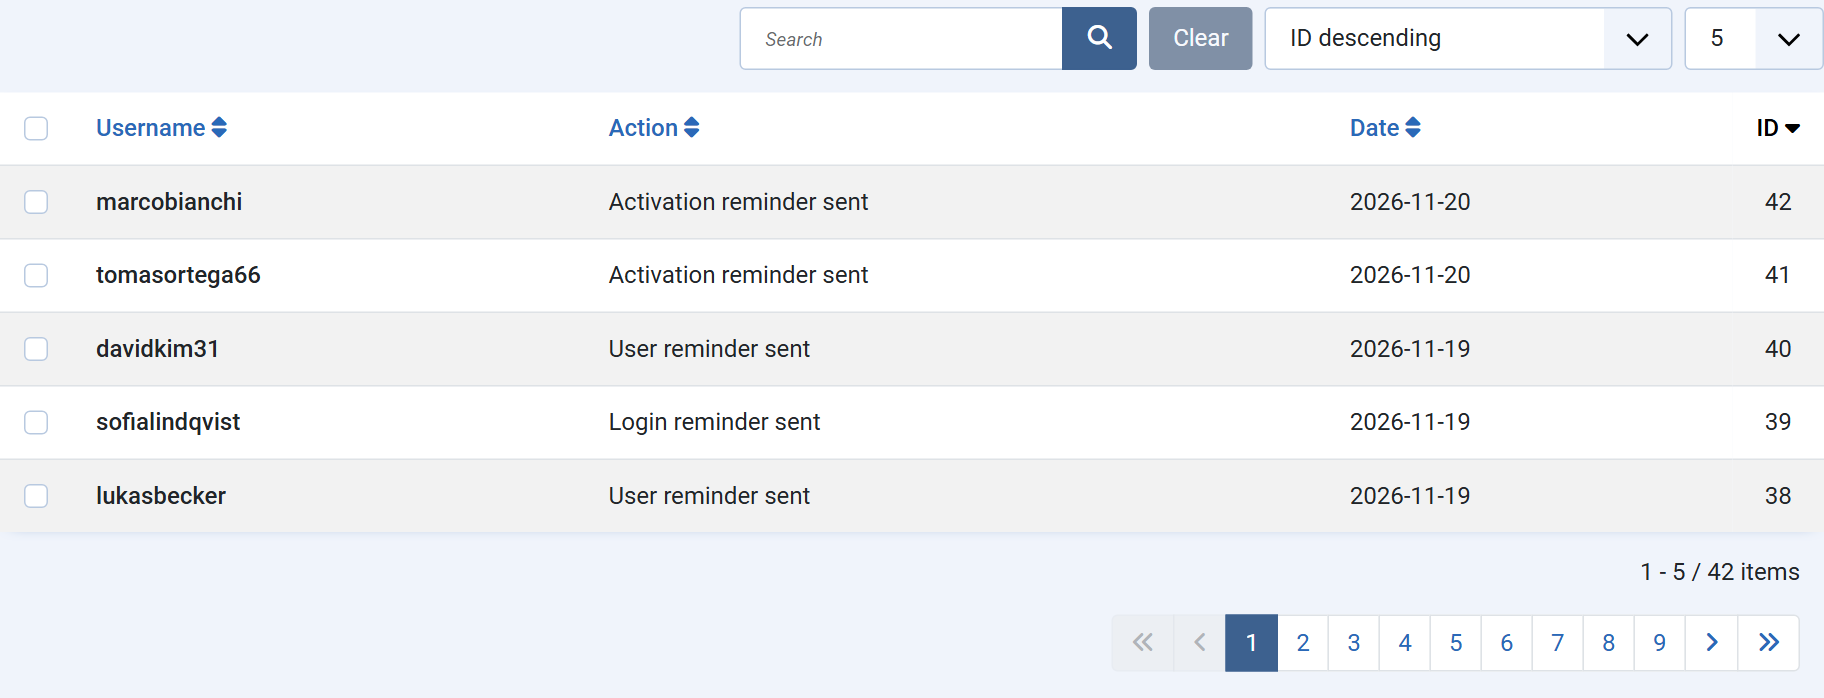 Search Clear ID descending 5
Username Action Date ID
marcobianchi Activation reminder sent 2026-11-20 42
tomasortega66 Activation reminder sent 2026-11-20 41
davidkim31 User reminder sent 2026-11-19 40
sofialindqvist Login reminder sent 2026-11-19 39
lukasbecker User reminder sent 2026-11-19 38
1 - 5 / 42 items
1 2 3 4 5 6 7 8 9